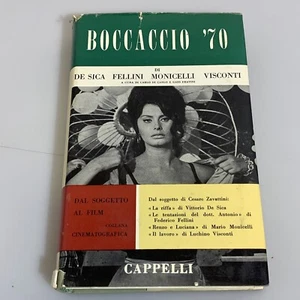 BOCCACCIO '70
DI
DE SICA FELLINI MONICELLI VISCONTI
A CURA DI CARLO DI CARLO E GAIO FRATINI
DAL SOGGETTO
AL FILM
COLLANA
CINEMATOGRAFICA
Dal soggetto di Cesare Zavattini:
«La riffa» di Vittorio De Sica
«Le tentazioni del dott. Antonio» di
Federico Fellini
«Renzo e Luciana» di Mario Monicelli
«Il lavoro» di Luchino Visconti
CAPPELLI